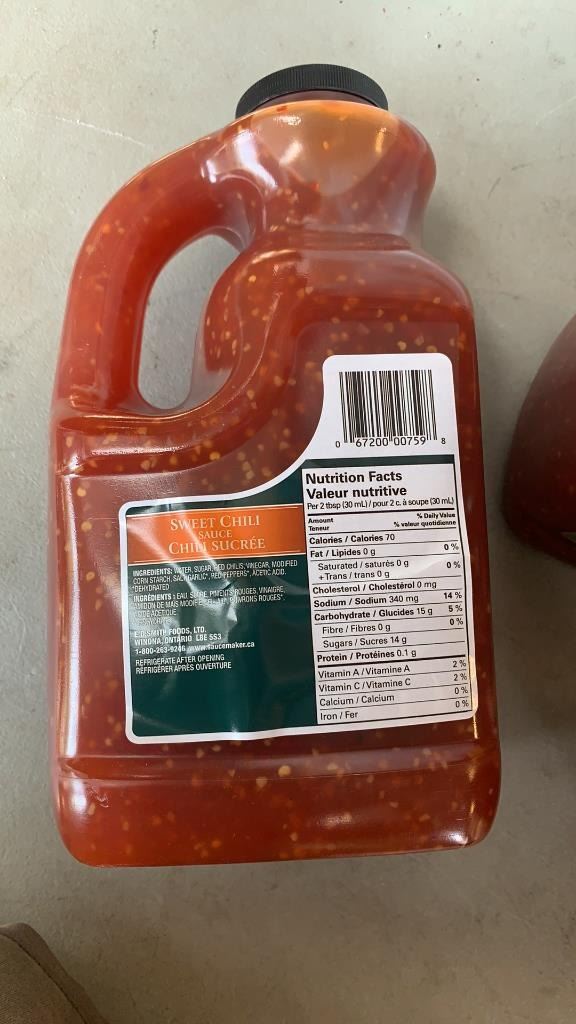 0 67200 00759 8
Nutrition Facts
Valeur nutritive
Per 2 tbsp (30 mL) / pour 2 c. à soupe (30 mL)
Amount % Daily Value
Teneur % valeur quotidienne
Calories / Calories 70
Fat / Lipides 0 g 0 %
Saturated / saturés 0 g 0 %
+ Trans / trans 0 g
Cholesterol / Cholestérol 0 mg
Sodium / Sodium 340 mg 14 %
Carbohydrate / Glucides 15 g 5 %
Fibre / Fibres 0 g 0 %
Sugars / Sucres 14 g
Protein / Protéines 0.1 g
Vitamin A / Vitamine A 2 %
Vitamin C / Vitamine C 2 %
Calcium / Calcium 0 %
Iron / Fer 0 %
SWEET CHILI
SAUCE
CHILI SUCRÉE
INGREDIENTS: WATER, SUGAR, RED CHILIS, VINEGAR, MODIFIED
CORN STARCH, SALT, GARLIC*, RED PEPPERS*, ACETIC ACID.
*DEHYDRATED
INGRÉDIENTS : EAU, SUCRE, PIMENTS ROUGES, VINAIGRE,
AMIDON DE MAÏS MODIFIÉ, SEL, AIL*, POIVRONS ROUGES*,
ACIDE ACÉTIQUE.
E.D. SMITH FOODS, LTD.
WINONA, ONTARIO L8E 5S3
1-800-263-9246 www.saucemaker.ca
REFRIGERATE AFTER OPENING
RÉFRIGÉRER APRÈS OUVERTURE